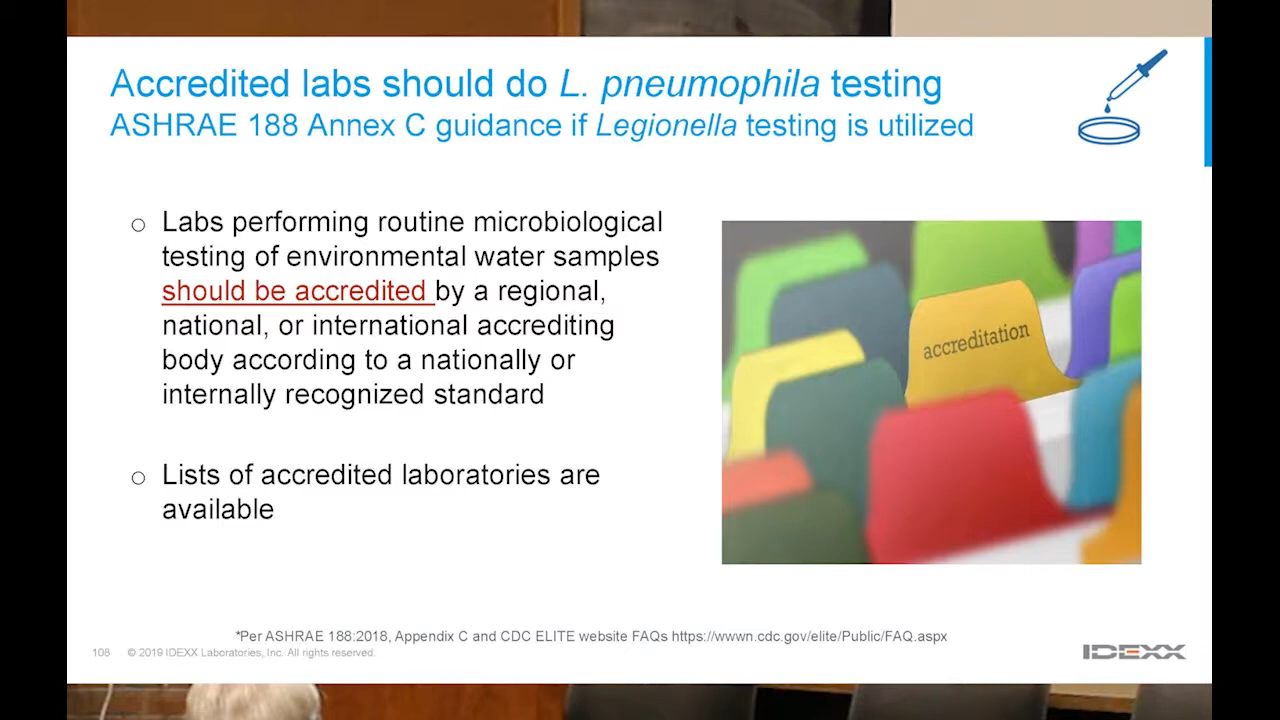 Accredited labs should do L. pneumophila testing
ASHRAE 188 Annex C guidance if Legionella testing is utilized
o Labs performing routine microbiological
testing of environmental water samples
should be accredited by a regional,
national, or international accrediting
body according to a nationally or
internally recognized standard
o Lists of accredited laboratories are
available
accreditation
*Per ASHRAE 188:2018, Appendix C and CDC ELITE website FAQs https://wwwn.cdc.gov/elite/Public/FAQ.aspx
108 © 2019 IDEXX Laboratories, Inc. All rights reserved.
IDEXX